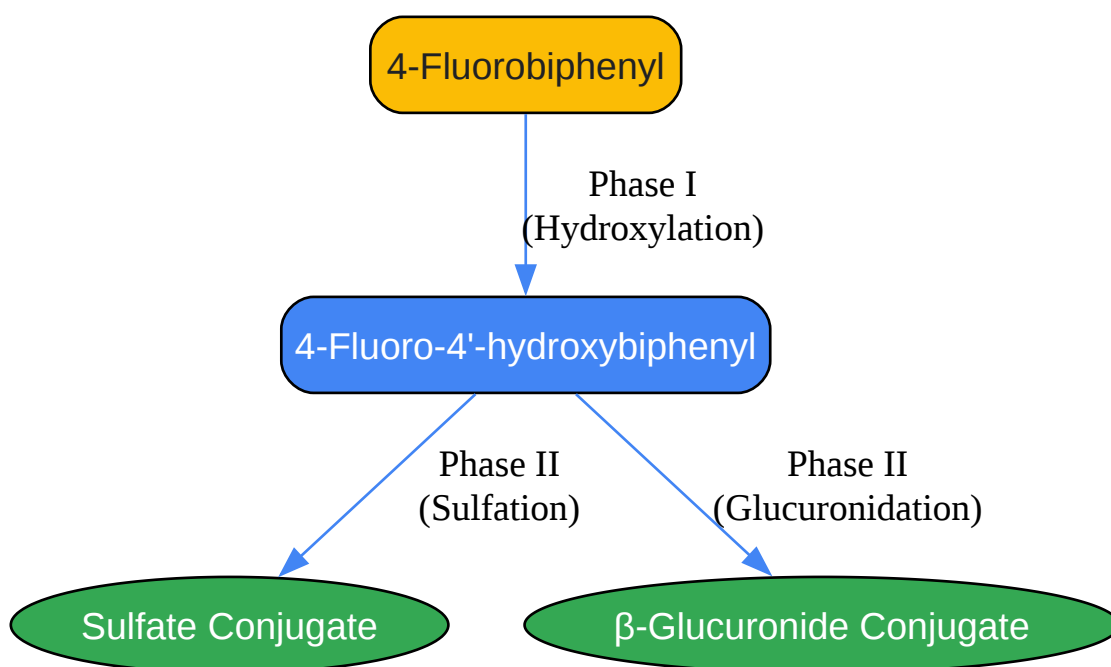 4-Fluorobiphenyl
Phase I
(Hydroxylation)
4-Fluoro-4'-hydroxybiphenyl
Phase II
(Sulfation)
Phase II
(Glucuronidation)
Sulfate Conjugate
β-Glucuronide Conjugate